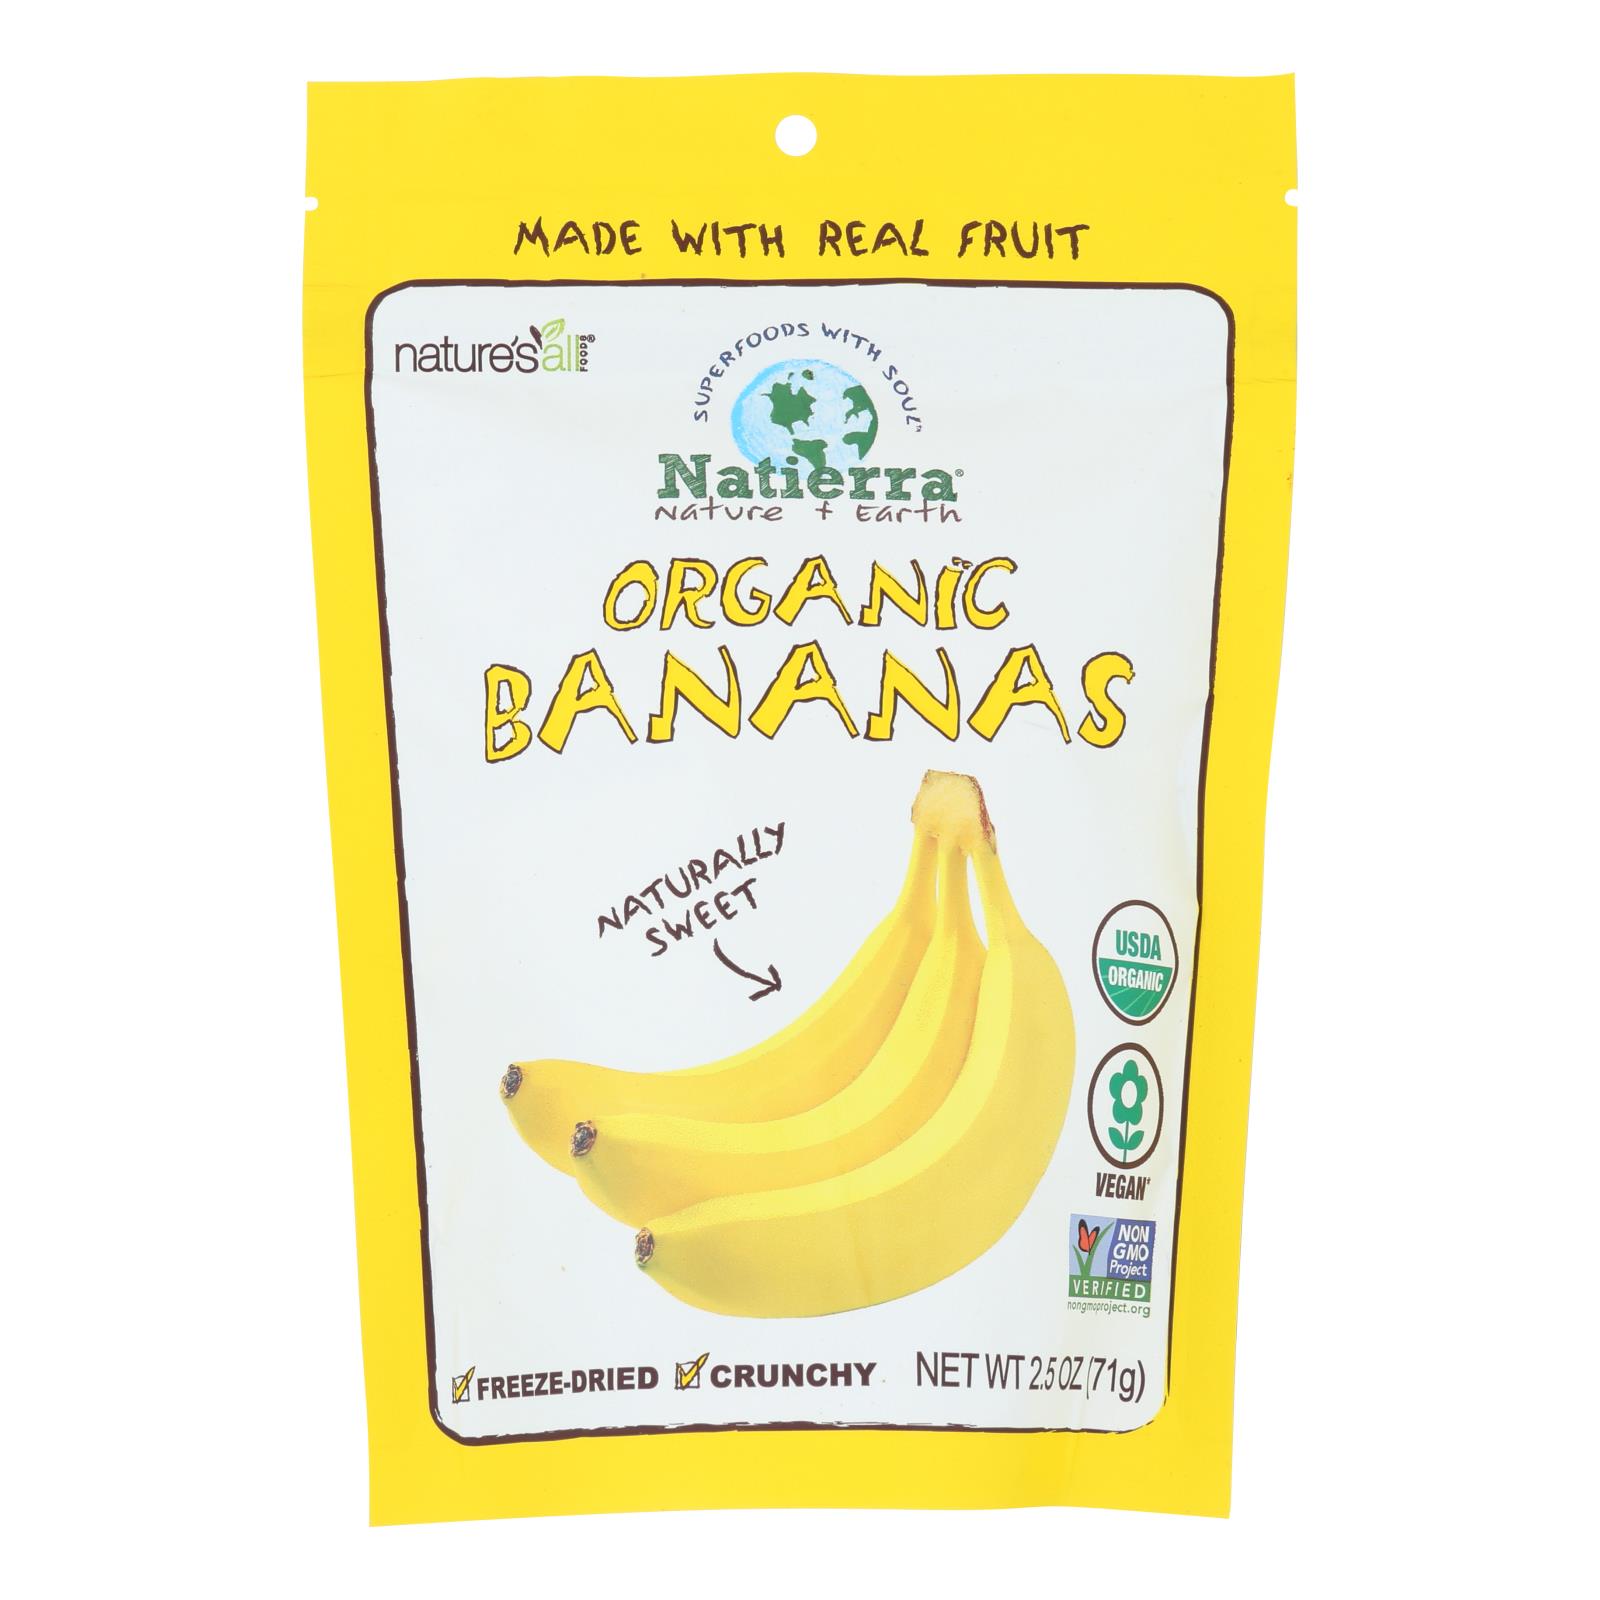 MADE WITH REAL FRUIT
nature's all FOODS®
SUPERFOODS WITH SOUL™
Natierra®
Nature + Earth
ORGANIC
BANANAS
NATURALLY
SWEET
USDA
ORGANIC
VEGAN*
NON
GMO
Project
VERIFIED
nongmoproject.org
FREEZE-DRIED CRUNCHY NET WT 2.5 OZ (71g)